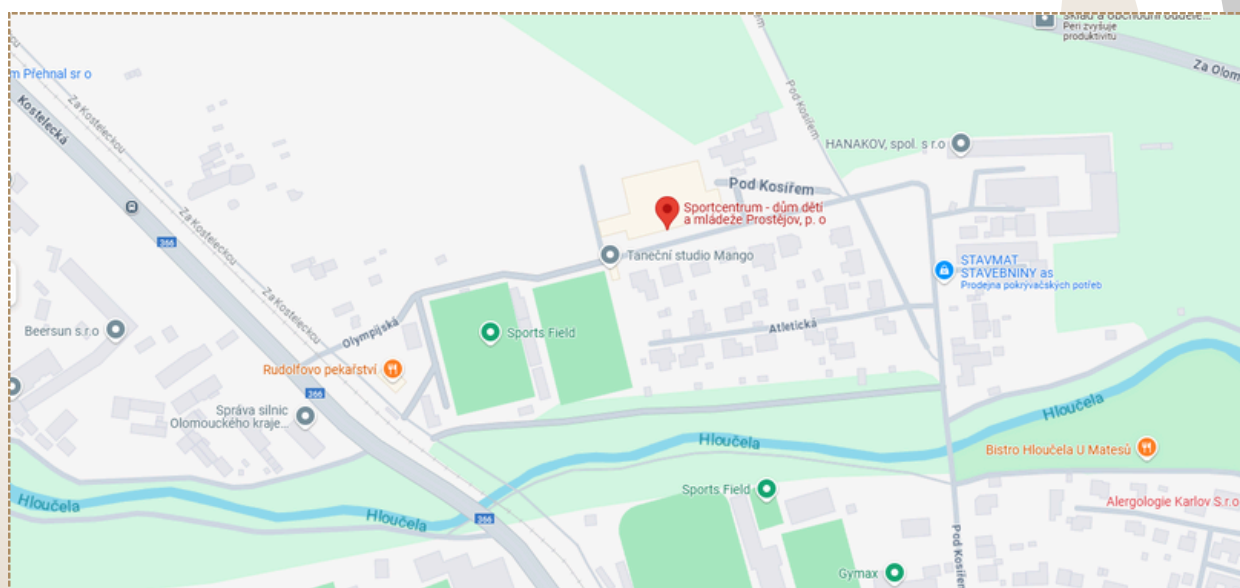 sklad a obchodní odděle...
Peri zvyšuje
produktivitu
Za Olom
m Přehnal sr o
Kostelecká
Za Kosteleckou
Pod Kosířem
HANAKOV, spol. s r.o
Pod Kosířem
Sportcentrum - dům dětí
a mládeže Prostějov, p. o
366
Za Kosteleckou
Taneční studio Mango
STAVMAT
STAVEBNINY as
Prodejna pokrývačských potřeb
Za Kosteleckou
Beersun s.r.o
Olympijská
Sports Field
Atletická
Rudolfovo pekařství
366
Správa silnic
Olomouckého kraje...
Hloučela
Hloučela
Bistro Hloučela U Matesů
Sports Field
Hloučela
Hloučela
366
Alergologie Karlov S.r.o
Pod Kosířem
Gymax